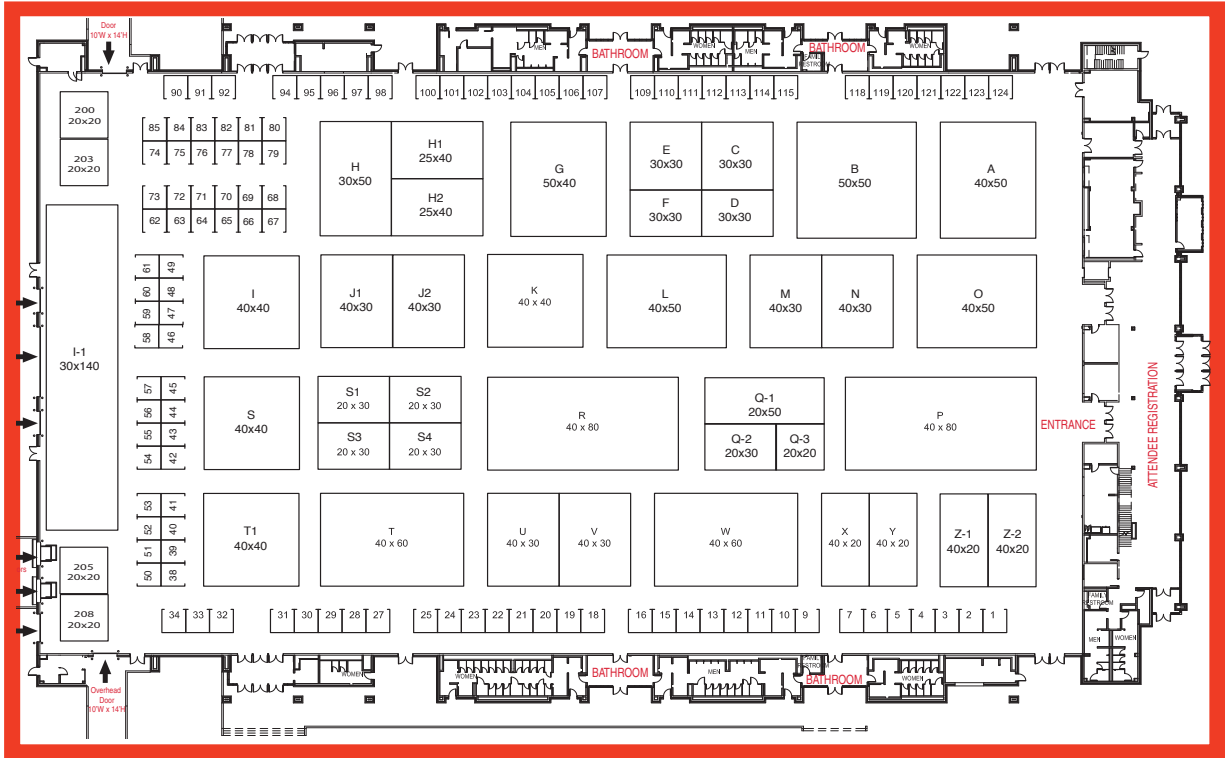 Door
10'W x 14'H
MEN
BATHROOM
WOMEN
MEN
BATHROOM
FAMILY
RESTROOM
WOMEN
90 91 92
94 95 96 97 98
100 101 102 103 104 105 106 107
109 110 111 112 113 114 115
118 119 120 121 122 123 124
200
20x20
203
20x20
85 84 83 82 81 80
74 75 76 77 78 79
73 72 71 70 69 68
62 63 64 65 66 67
H
30x50
H1
25x40
H2
25x40
G
50x40
E
30x30
C
30x30
F
30x30
D
30x30
B
50x50
A
40x50
I-1
30x140
61 49
60 48
59 47
58 46
I
40x40
J1
40x30
J2
40x30
K
40 x 40
L
40x50
M
40x30
N
40x30
O
40x50
57 45
56 44
55 43
54 42
S
40x40
S1
20 x 30
S2
20 x 30
S3
20 x 30
S4
20 x 30
R
40 x 80
Q-1
20x50
Q-2
20x30
Q-3
20x20
P
40 x 80
ENTRANCE
ATTENDEE REGISTRATION
53 41
52 40
51 39
50 38
T1
40x40
T
40 x 60
U
40 x 30
V
40 x 30
W
40 x 60
X
40 x 20
Y
40 x 20
Z-1
40x20
Z-2
40x20
205
20x20
208
20x20
34 33 32
31 30 29 28 27
25 24 23 22 21 20 19 18
16 15 14 13 12 11 10 9
7 6 5 4 3 2 1
FAMILY
RESTROOM
MEN
WOMEN
Overhead
Door
10'W x 14'H
WOMEN
WOMEN
BATHROOM
MEN
FAMILY
RESTROOM
BATHROOM
WOMEN